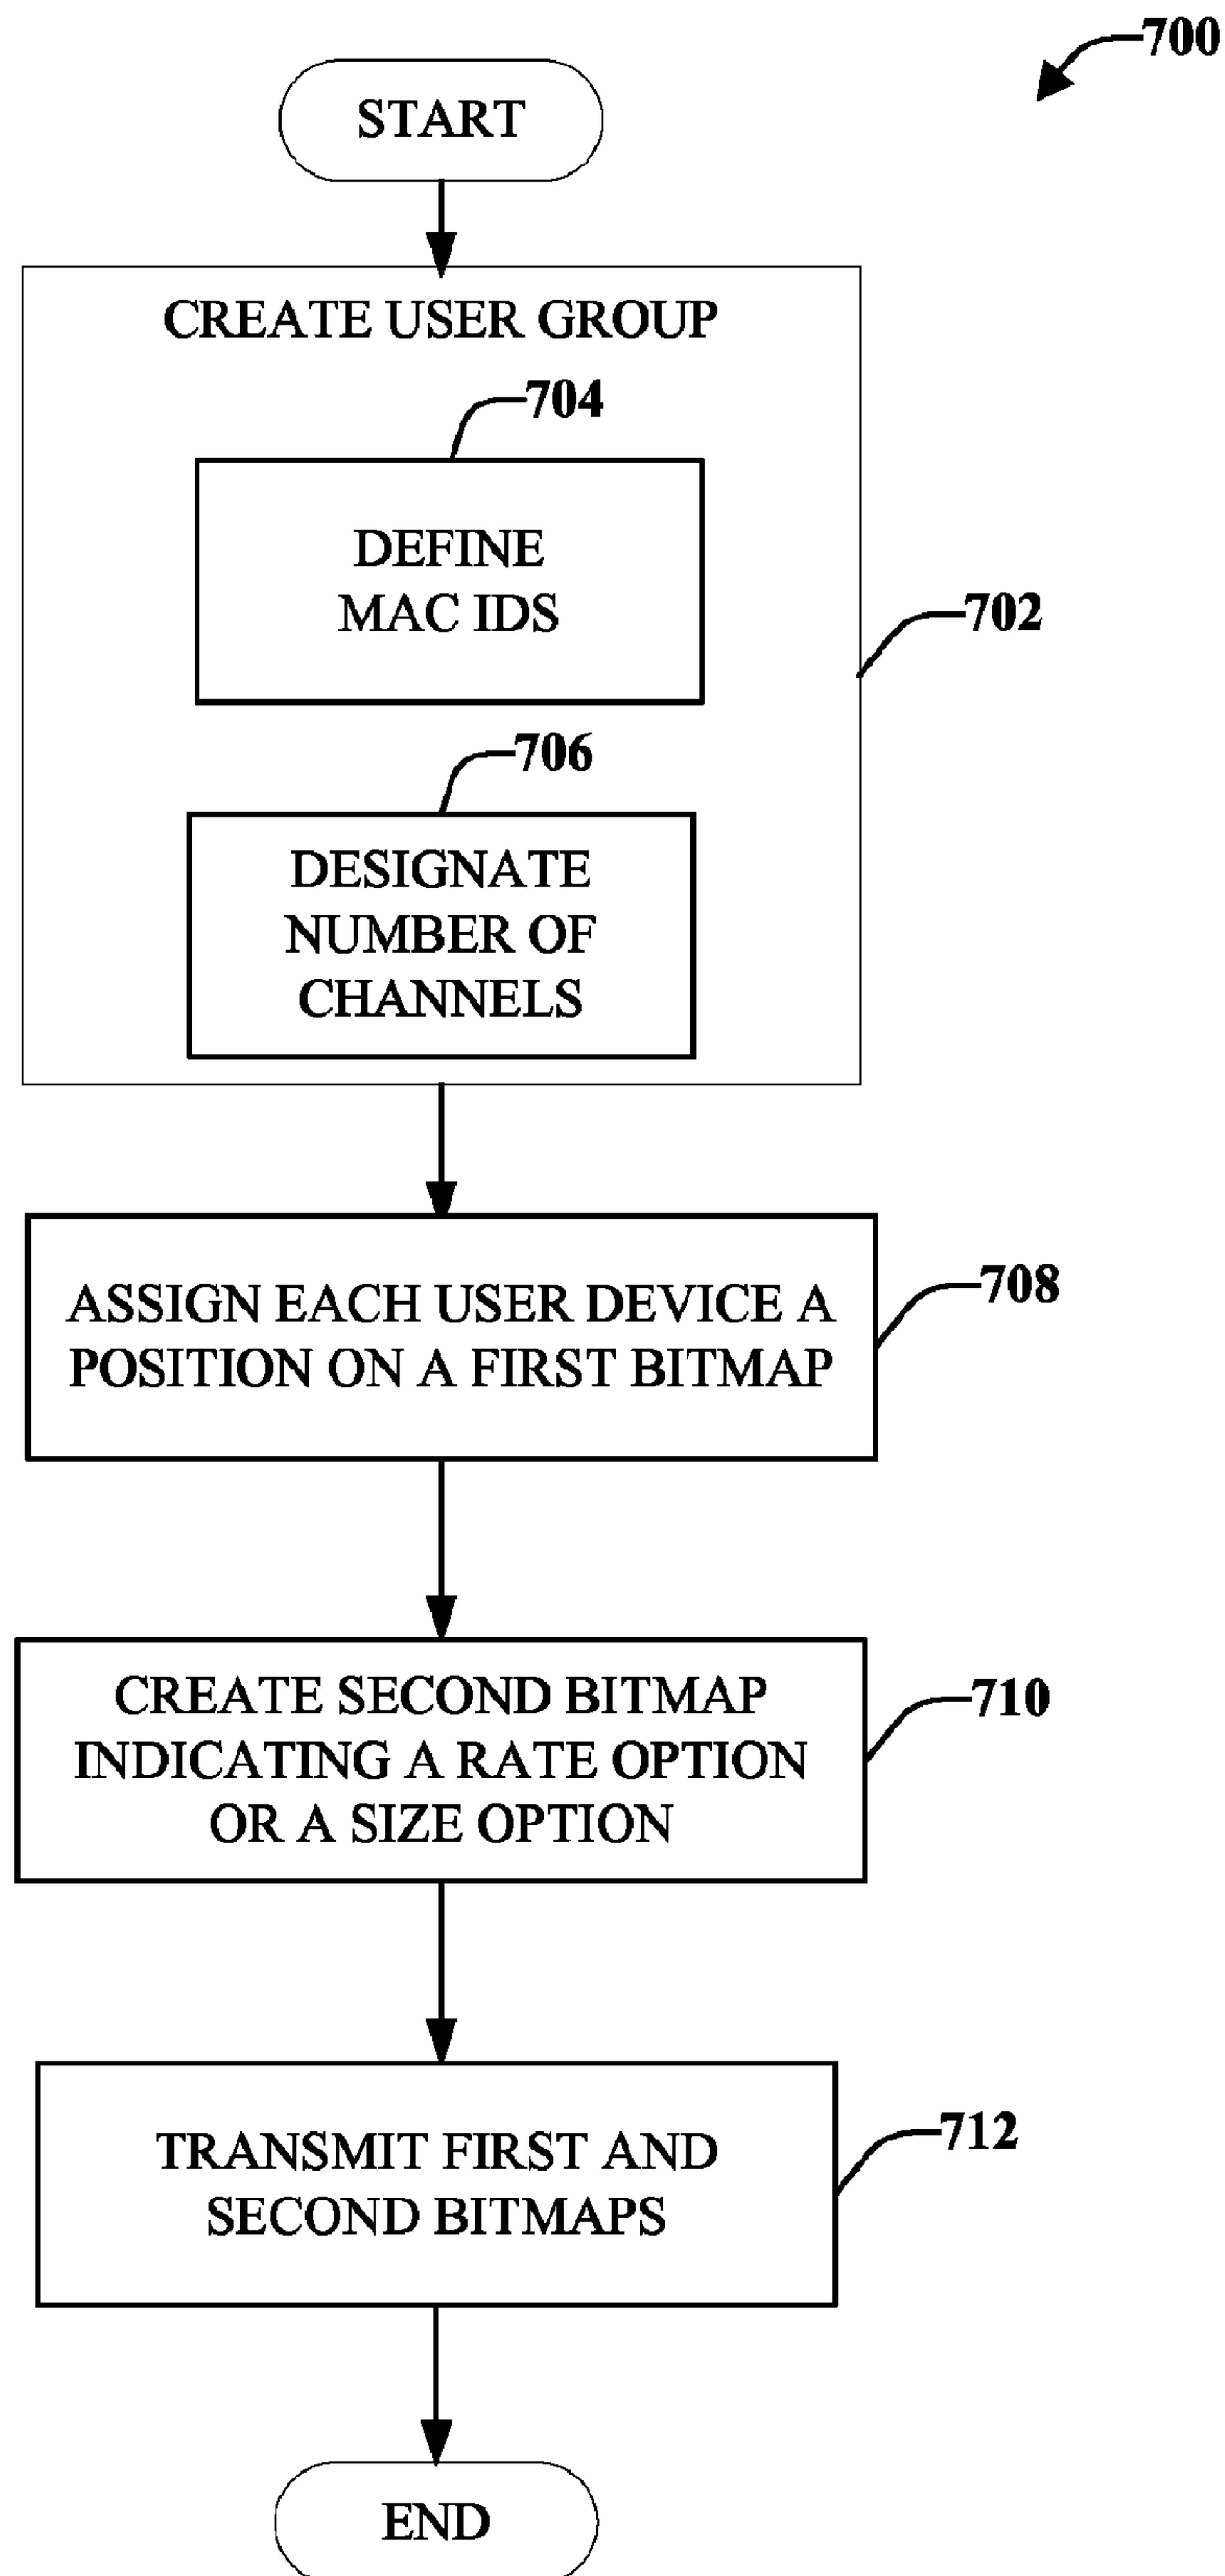 700
START
CREATE USER GROUP
704
DEFINE
MAC IDS
702
706
DESIGNATE
NUMBER OF
CHANNELS
ASSIGN EACH USER DEVICE A
POSITION ON A FIRST BITMAP
708
CREATE SECOND BITMAP
INDICATING A RATE OPTION
OR A SIZE OPTION
710
TRANSMIT FIRST AND
SECOND BITMAPS
712
END